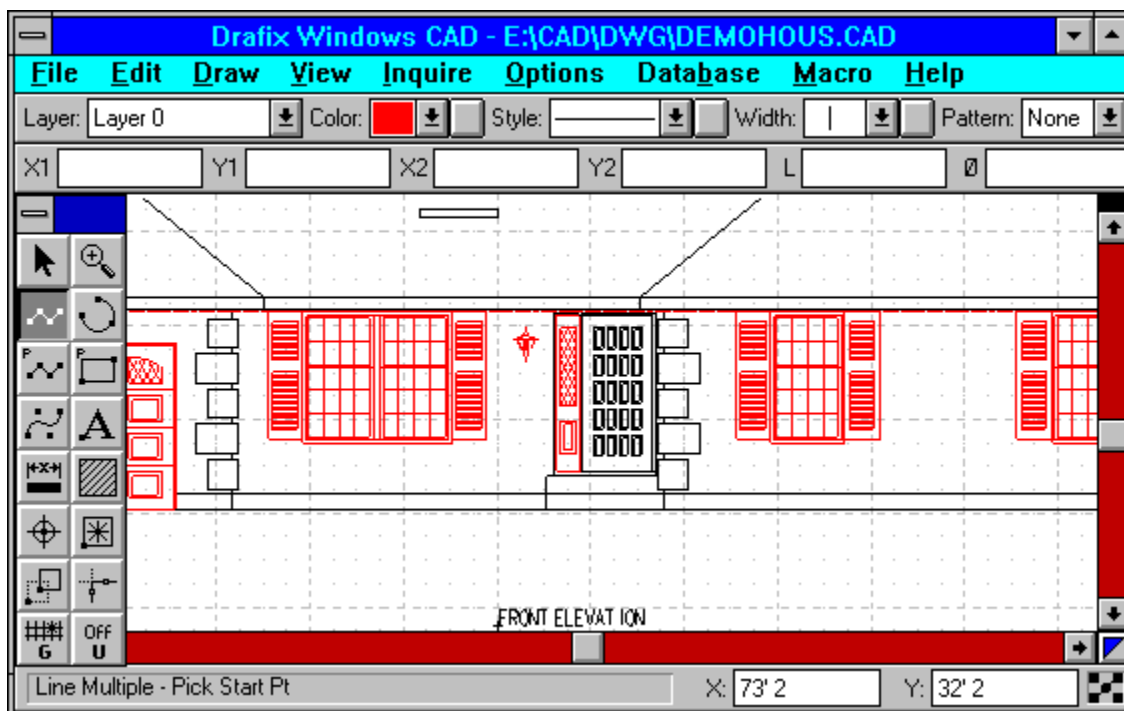 Drafix Windows CAD - E:\CAD\DWG\DEMOHOUS.CAD
File Edit Draw View Inquire Options Database Macro Help
Layer: Layer 0 Color: Style: Width: Pattern: None
X1 Y1 X2 Y2 L Ø
P P
A
X
G OFF U
FRONT ELEVATION
Line Multiple - Pick Start Pt X: 73' 2 Y: 32' 2